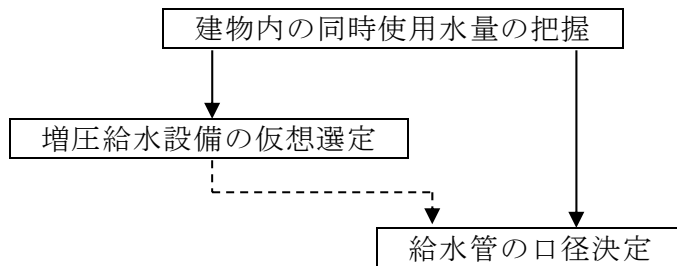 建物内の同時使用水量の把握
増圧給水設備の仮想選定
給水管の口径決定